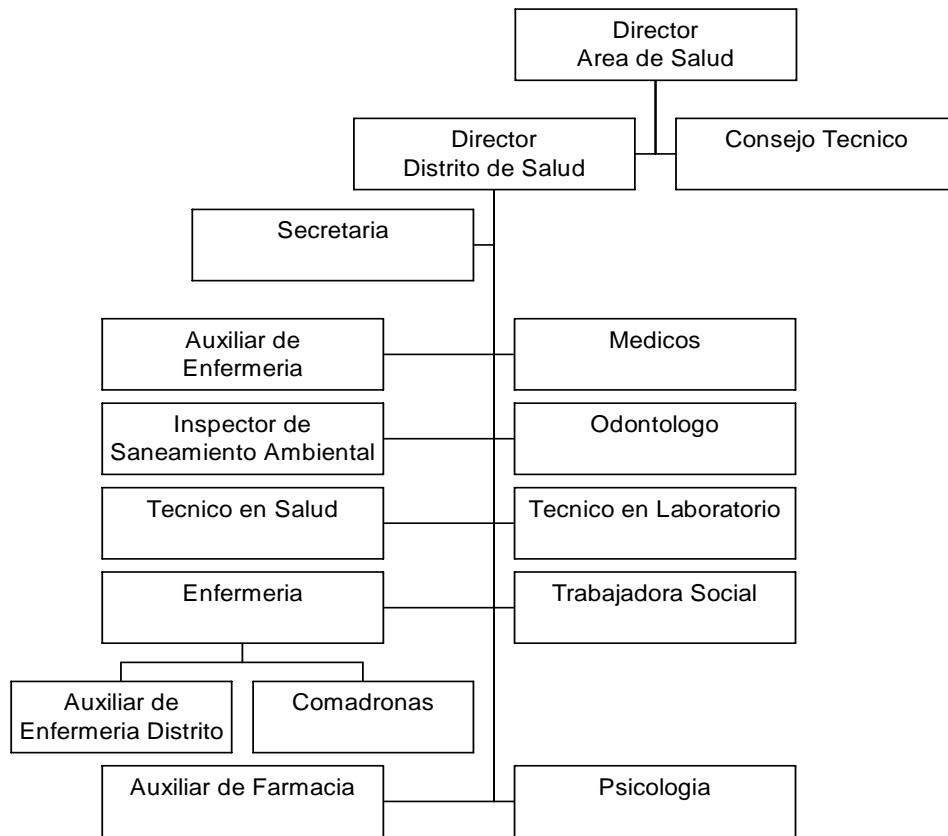 Director
Area de Salud
Director
Distrito de Salud
Consejo Tecnico
Secretaria
Auxiliar de
Enfermeria
Medicos
Inspector de
Saneamiento Ambiental
Odontologo
Tecnico en Salud
Tecnico en Laboratorio
Enfermeria
Trabajadora Social
Auxiliar de
Enfermeria Distrito
Comadronas
Auxiliar de Farmacia
Psicologia